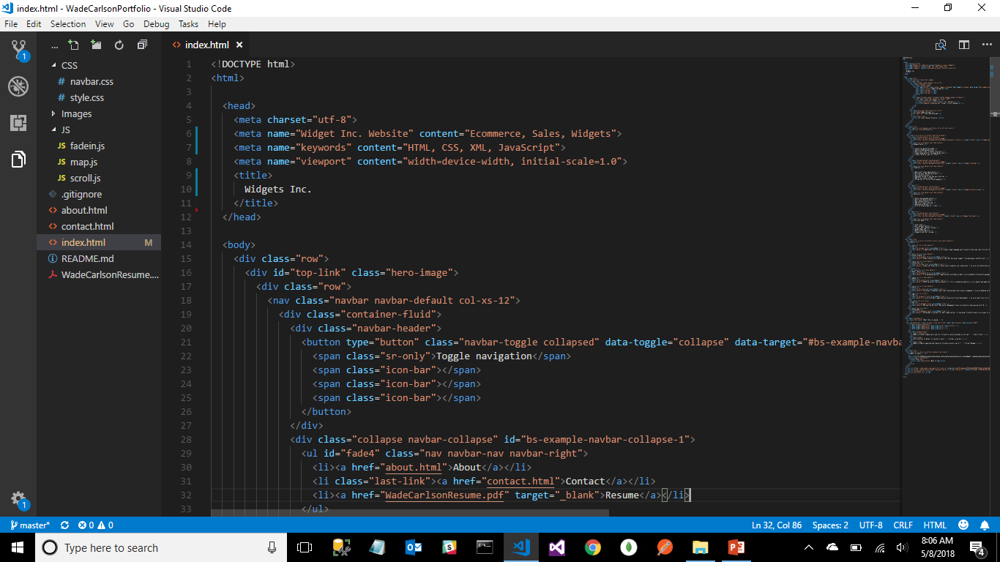 index.html - WadeCarlsonPortfolio - Visual Studio Code
File Edit Selection View Go Debug Tasks Help
1
...
index.html
CSS
# navbar.css
# style.css
Images
JS
JS fadein.js
JS map.js
JS scroll.js
.gitignore
<> about.html
<> contact.html
<> index.html M
README.md
WadeCarlsonResume....
1
1 <!DOCTYPE html>
2 <html>
3
4 <head>
5 <meta charset="utf-8">
6 <meta name="Widget Inc. Website" content="Ecommerce, Sales, Widgets">
7 <meta name="keywords" content="HTML, CSS, XML, JavaScript">
8 <meta name="viewport" content="width=device-width, initial-scale=1.0">
9 <title>
10 Widgets Inc.
11 </title>
12 </head>
13
14 <body>
15 <div class="row">
16 <div id="top-link" class="hero-image">
17 <div class="row">
18 <nav class="navbar navbar-default col-xs-12">
19 <div class="container-fluid">
20 <div class="navbar-header">
21 <button type="button" class="navbar-toggle collapsed" data-toggle="collapse" data-target="#bs-example-navba
22 <span class="sr-only">Toggle navigation</span>
23 <span class="icon-bar"></span>
24 <span class="icon-bar"></span>
25 <span class="icon-bar"></span>
26 </button>
27 </div>
28 <div class="collapse navbar-collapse" id="bs-example-navbar-collapse-1">
29 <ul id="fade4" class="nav navbar-nav navbar-right">
30 <li><a href="about.html">About</a></li>
31 <li class="last-link"><a href="contact.html">Contact</a></li>
32 <li><a href="WadeCarlsonResume.pdf" target="_blank">Resume</a></li>
33 </ul>
master* 0 0 Ln 32, Col 86 Spaces: 2 UTF-8 CRLF HTML
Type here to search
8:06 AM
5/8/2018
4